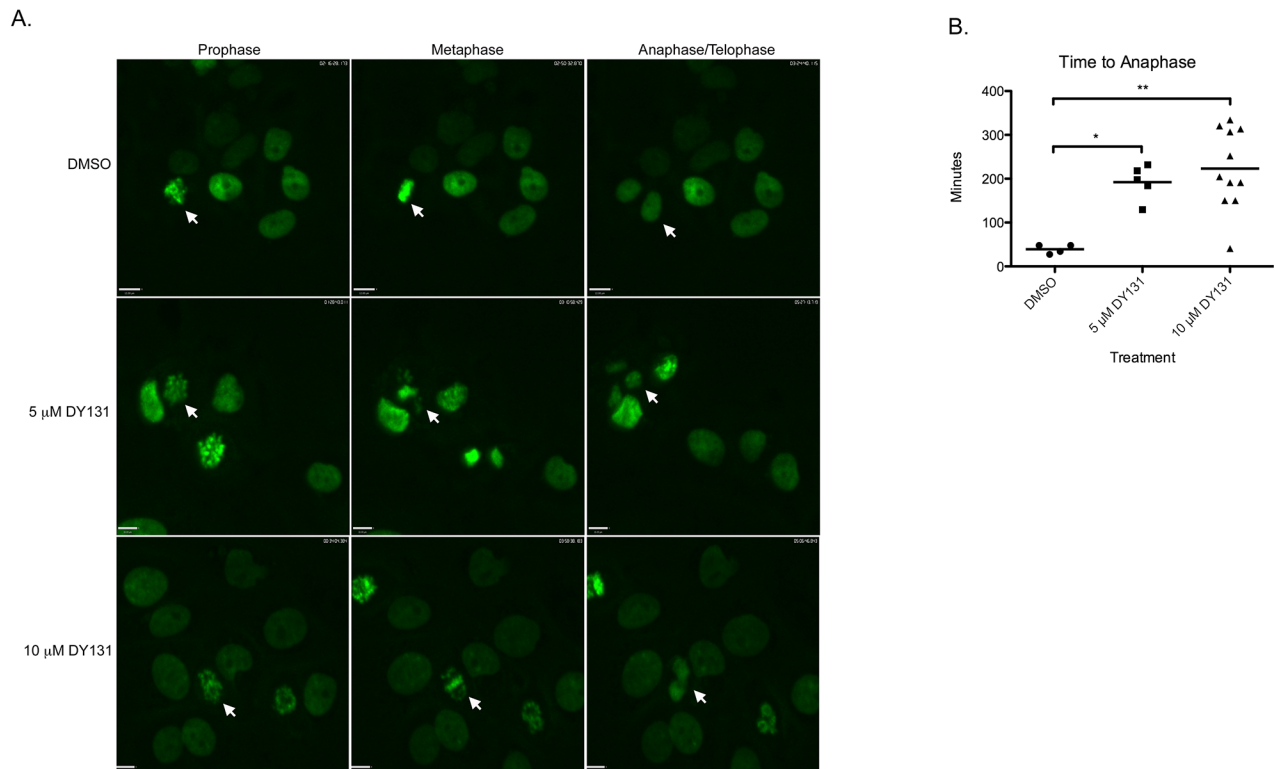 A.
Prophase Metaphase Anaphase/Telophase
DMSO
5 μM DY131
10 μM DY131
B.
Time to Anaphase
**
*
400
300
200
100
0
Minutes
DMSO
5 μM DY131
10 μM DY131
Treatment